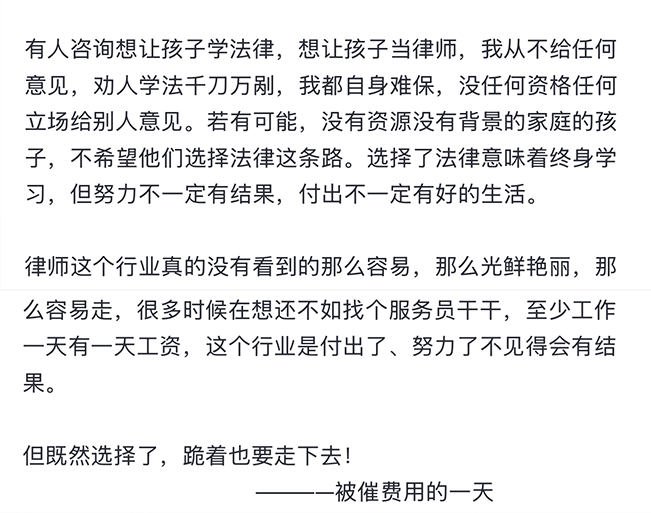 有人咨询想让孩子学法律，想让孩子当律师，我从不给任何
意见，劝人学法千刀万剐，我都自身难保，没任何资格任何
立场给别人意见。若有可能，没有资源没有背景的家庭的孩
子，不希望他们选择法律这条路。选择了法律意味着终身学
习，但努力不一定有结果，付出不一定有好的生活。
律师这个行业真的没有看到的那么容易，那么光鲜艳丽，那
么容易走，很多时候在想还不如找个服务员干干，至少工作
一天有一天工资，这个行业是付出了、努力了不见得会有结
果。
但既然选择了，跪着也要走下去！
————被催费用的一天